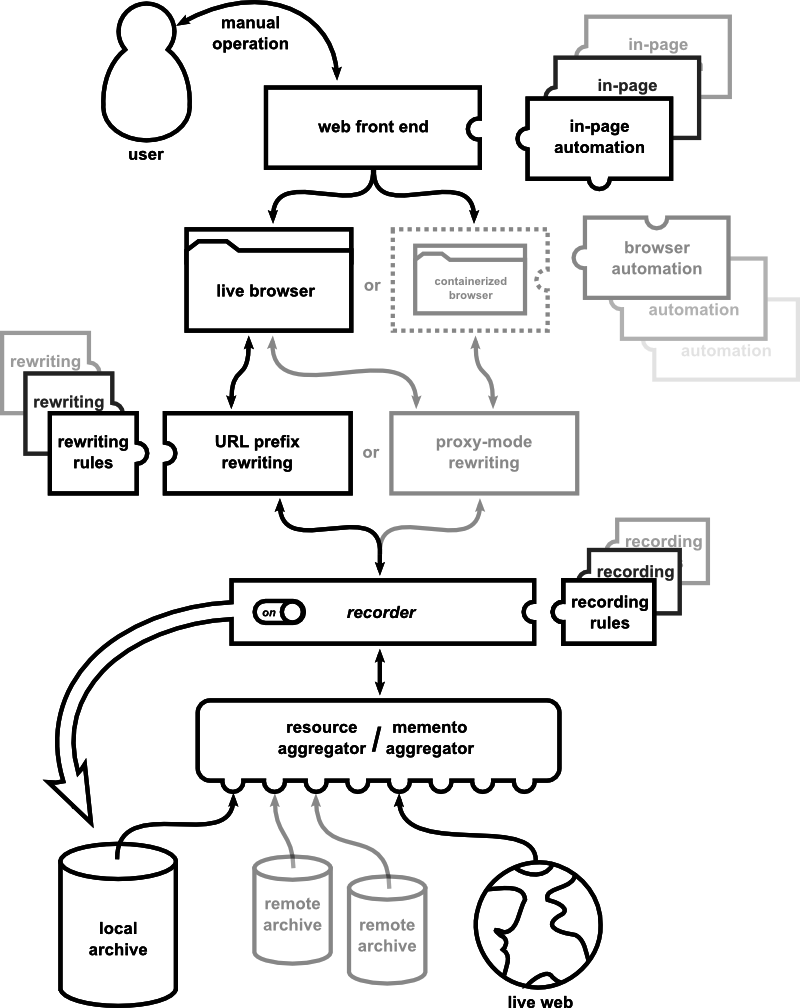 manual
operation
user
web front end
in-page
in-page
in-page
automation
live browser
or
containerized
browser
browser
automation
automation
automation
rewriting
rewriting
rewriting
rules
URL prefix
rewriting
or
proxy-mode
rewriting
recording
recording
recording
rules
on
recorder
resource
aggregator
/
memento
aggregator
local
archive
remote
archive
remote
archive
live web